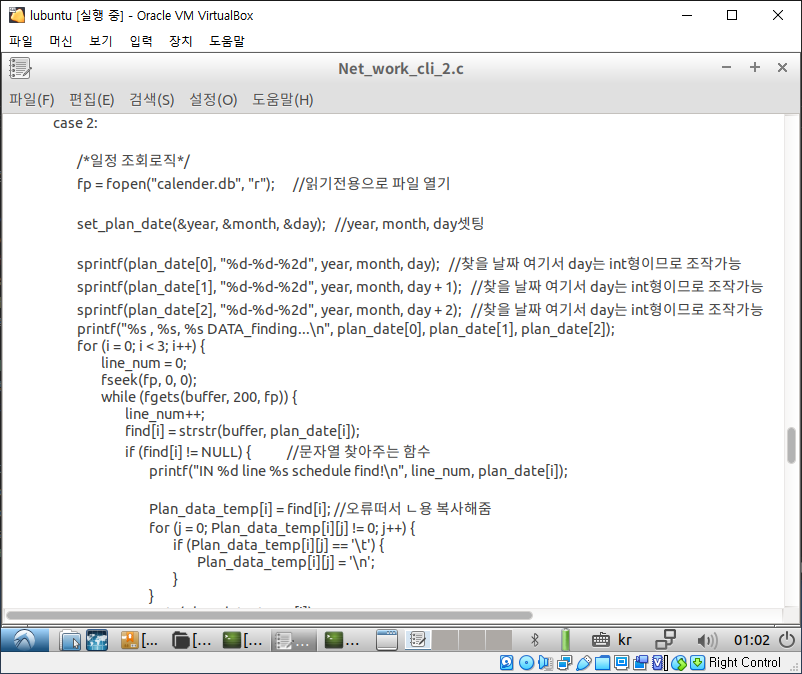 lubuntu [실행 중] - Oracle VM VirtualBox
파일 머신 보기 입력 장치 도움말
Net_work_cli_2.c
파일(F) 편집(E) 검색(S) 설정(O) 도움말(H)
case 2:
/*일정 조회로직*/
fp = fopen("calender.db", "r"); //읽기전용으로 파일 열기
set_plan_date(&year, &month, &day); //year, month, day셋팅
sprintf(plan_date[0], "%d-%d-%2d", year, month, day); //찾을 날짜 여기서 day는 int형이므로 조작가능
sprintf(plan_date[1], "%d-%d-%2d", year, month, day + 1); //찾을 날짜 여기서 day는 int형이므로 조작가능
sprintf(plan_date[2], "%d-%d-%2d", year, month, day + 2); //찾을 날짜 여기서 day는 int형이므로 조작가능
printf("%s , %s, %s DATA_finding...\n", plan_date[0], plan_date[1], plan_date[2]);
for (i = 0; i < 3; i++) {
line_num = 0;
fseek(fp, 0, 0);
while (fgets(buffer, 200, fp)) {
line_num++;
find[i] = strstr(buffer, plan_date[i]);
if (find[i] != NULL) { //문자열 찾아주는 함수
printf("IN %d line %s schedule find!\n", line_num, plan_date[i]);
Plan_data_temp[i] = find[i]; //오류떠서 ㄴ용 복사해줌
for (j = 0; Plan_data_temp[i][j] != 0; j++) {
if (Plan_data_temp[i][j] == '\t') {
Plan_data_temp[i][j] = '\n';
}
}
[... [... [... ... ... kr 01:02
Right Control